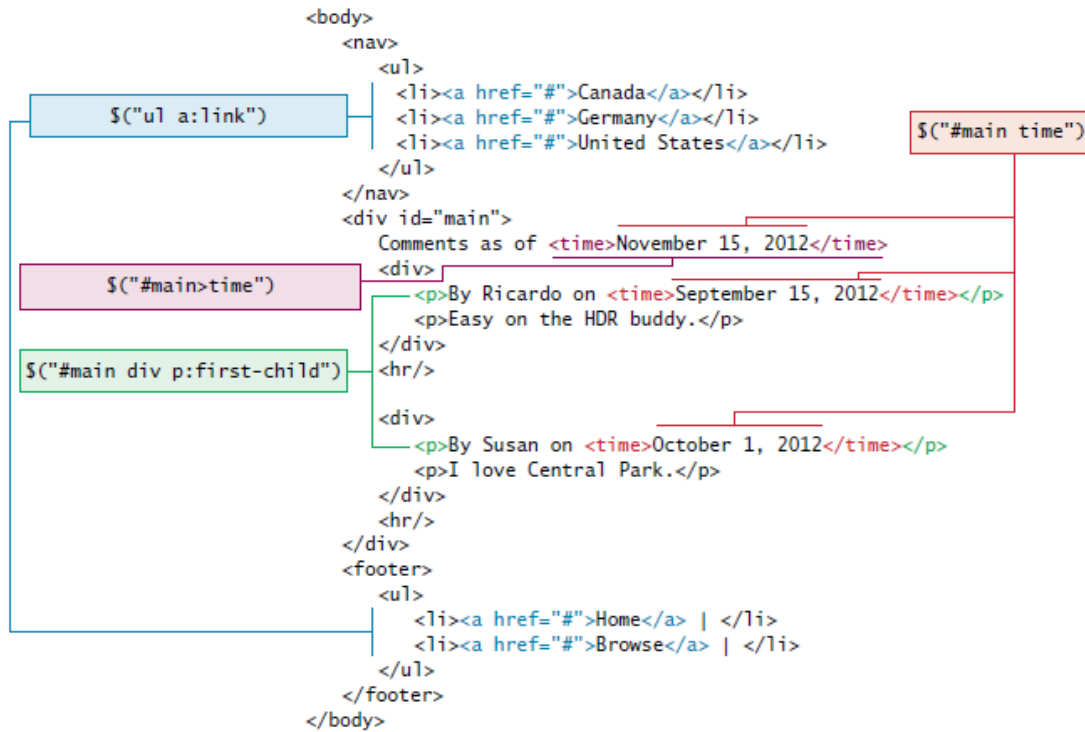 <body>
<nav>
<ul>
<li><a href="#">Canada</a></li>
$("ul a:link")
<li><a href="#">Germany</a></li>
$("#main time")
<li><a href="#">United States</a></li>
</ul>
</nav>
<div id="main">
Comments as of <time>November 15, 2012</time>
<div>
$("#main>time")
<p>By Ricardo on <time>September 15, 2012</time></p>
<p>Easy on the HDR buddy.</p>
</div>
$("#main div p:first-child")
<hr/>
<div>
<p>By Susan on <time>October 1, 2012</time></p>
<p>I love Central Park.</p>
</div>
<hr/>
</div>
<footer>
<ul>
<li><a href="#">Home</a> | </li>
<li><a href="#">Browse</a> | </li>
</ul>
</footer>
</body>